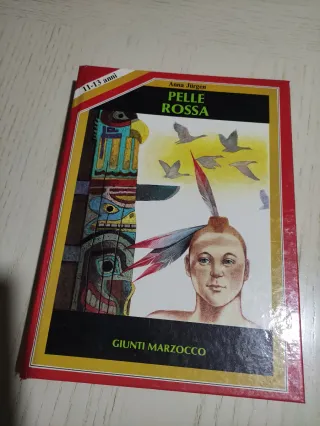 11-13 anni
Anna Jürgen
PELLE
ROSSA
GIUNTI MARZOCCO